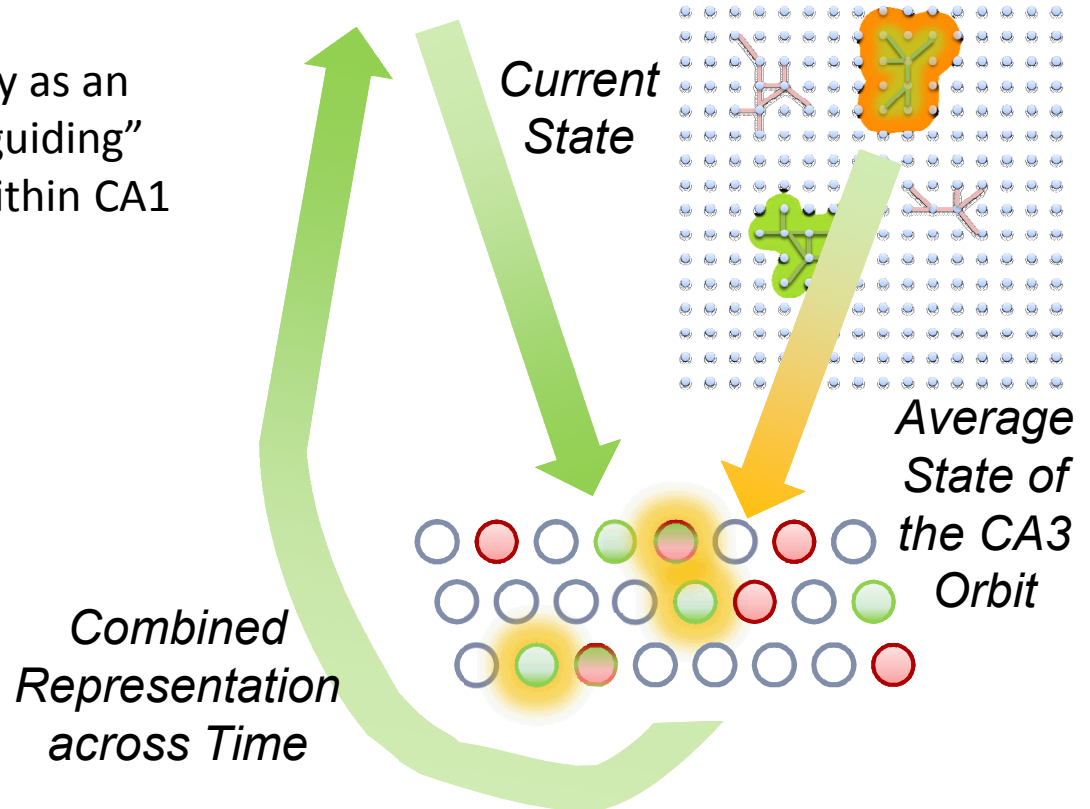 y as an
guiding”
ithin CA1
Current
State
Average
State of
the CA3
Orbit
Combined
Representation
across Time